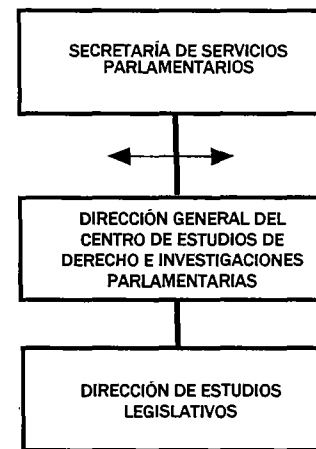 SECRETARÍA DE SERVICIOS
PARLAMENTARIOS
DIRECCIÓN GENERAL DEL
CENTRO DE ESTUDIOS DE
DERECHO E INVESTIGACIONES
PARLAMENTARIAS
DIRECCIÓN DE ESTUDIOS
LEGISLATIVOS